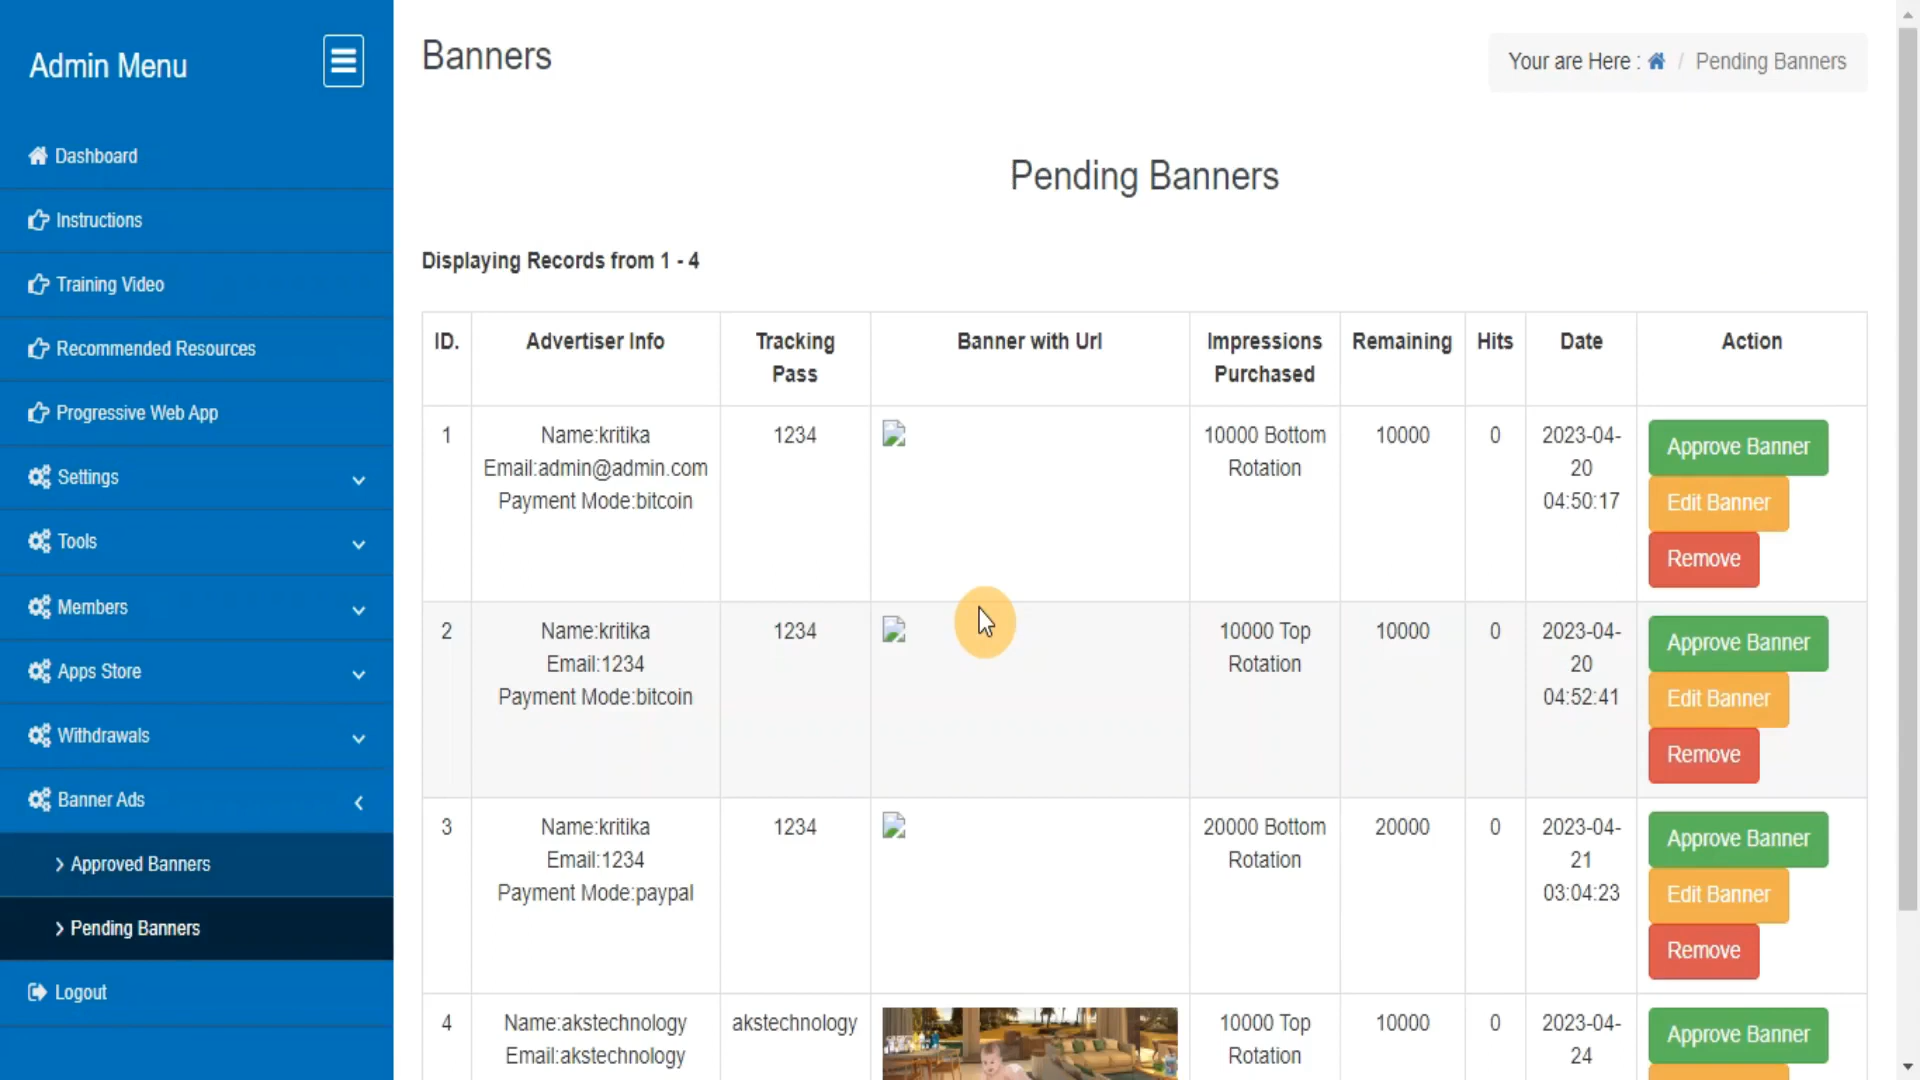 Admin Menu
Dashboard
Instructions
Training Video
Recommended Resources
Progressive Web App
Settings
Tools
Members
Apps Store
Withdrawals
Banner Ads
Approved Banners
Pending Banners
Logout
Banners
Your are Here : / Pending Banners
Pending Banners
Displaying Records from 1 - 4
ID. Advertiser Info Tracking Pass Banner with Url Impressions Purchased Remaining Hits Date Action
1
Name:kritika
Email:admin@admin.com
Payment Mode:bitcoin
1234
10000 Bottom
Rotation
10000
0
2023-04-
20
04:50:17
Approve Banner
Edit Banner
Remove
2
Name:kritika
Email:1234
Payment Mode:bitcoin
1234
10000 Top
Rotation
10000
0
2023-04-
20
04:52:41
Approve Banner
Edit Banner
Remove
3
Name:kritika
Email:1234
Payment Mode:paypal
1234
20000 Bottom
Rotation
20000
0
2023-04-
21
03:04:23
Approve Banner
Edit Banner
Remove
4
Name:akstechnology
Email:akstechnology
akstechnology
10000 Top
Rotation
10000
0
2023-04-
24
Approve Banner